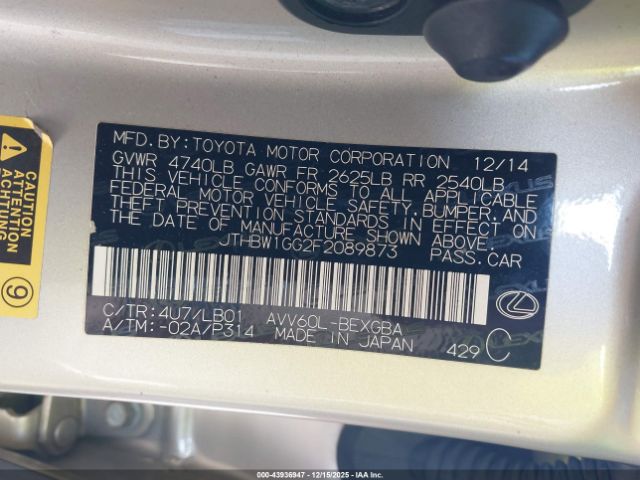 MFD. BY: TOYOTA MOTOR CORPORATION 12/14
GVWR 4740LB GAWR FR 2625LB RR 2540LB
THIS VEHICLE CONFORMS TO ALL APPLICABLE
FEDERAL MOTOR VEHICLE SAFETY, BUMPER, AND
THEFT PREVENTION STANDARDS IN EFFECT ON
THE DATE OF MANUFACTURE SHOWN ABOVE.
JTHBW1GG2F2089873 PASS.CAR
C/TR: 4U7/LB01 AVV60L-BEXGBA
A/TM: -02A/P314 MADE IN JAPAN 429 C
CAUTION
ACHTUNG
9
000-43936947 - 12/15/2025 - IAA Inc.